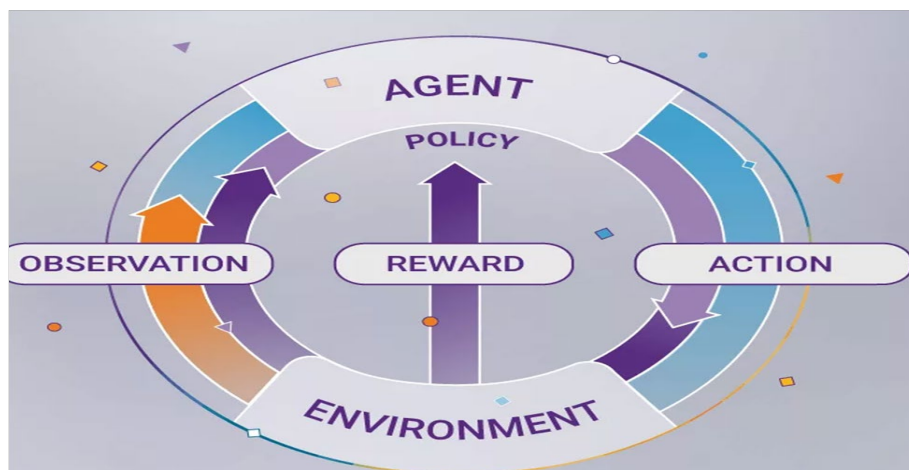 AGENT
POLICY
OBSERVATION
REWARD
ACTION
ENVIRONMENT